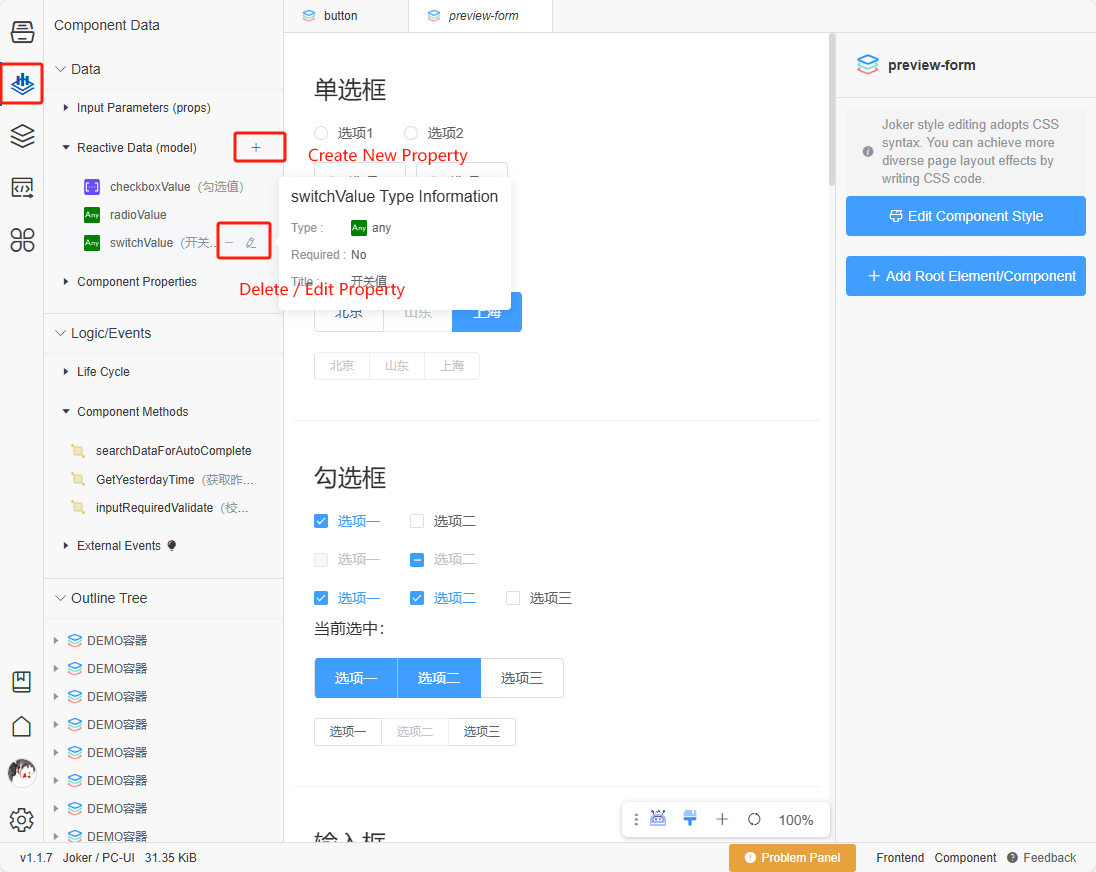 Component Data
Data
Input Parameters (props)
Reactive Data (model)
checkboxValue (勾选值)
Any radioValue
Any switchValue (开关...
Component Properties
Logic/Events
Life Cycle
Component Methods
searchDataForAutoComplete
GetYesterdayTime (获取昨...
inputRequiredValidate (校...
External Events
Outline Tree
DEMO容器
DEMO容器
DEMO容器
DEMO容器
DEMO容器
DEMO容器
DEMO容器
DEMO容器
button
preview-form
单选框
选项1 选项2
Create New Property
switchValue Type Information
Type : Any any
Required : No
Title : 开关值
Delete / Edit Property
北京 山东 上海
北京 山东 上海
勾选框
选项一 选项二
选项一 选项二
选项一 选项二 选项三
当前选中:
选项一 选项二 选项三
选项一 选项二 选项三
输入框
100%
preview-form
Joker style editing adopts CSS
syntax. You can achieve more
diverse page layout effects by
writing CSS code.
Edit Component Style
+ Add Root Element/Component
v1.1.7 Joker / PC-UI 31.35 KiB
Problem Panel
Frontend Component Feedback